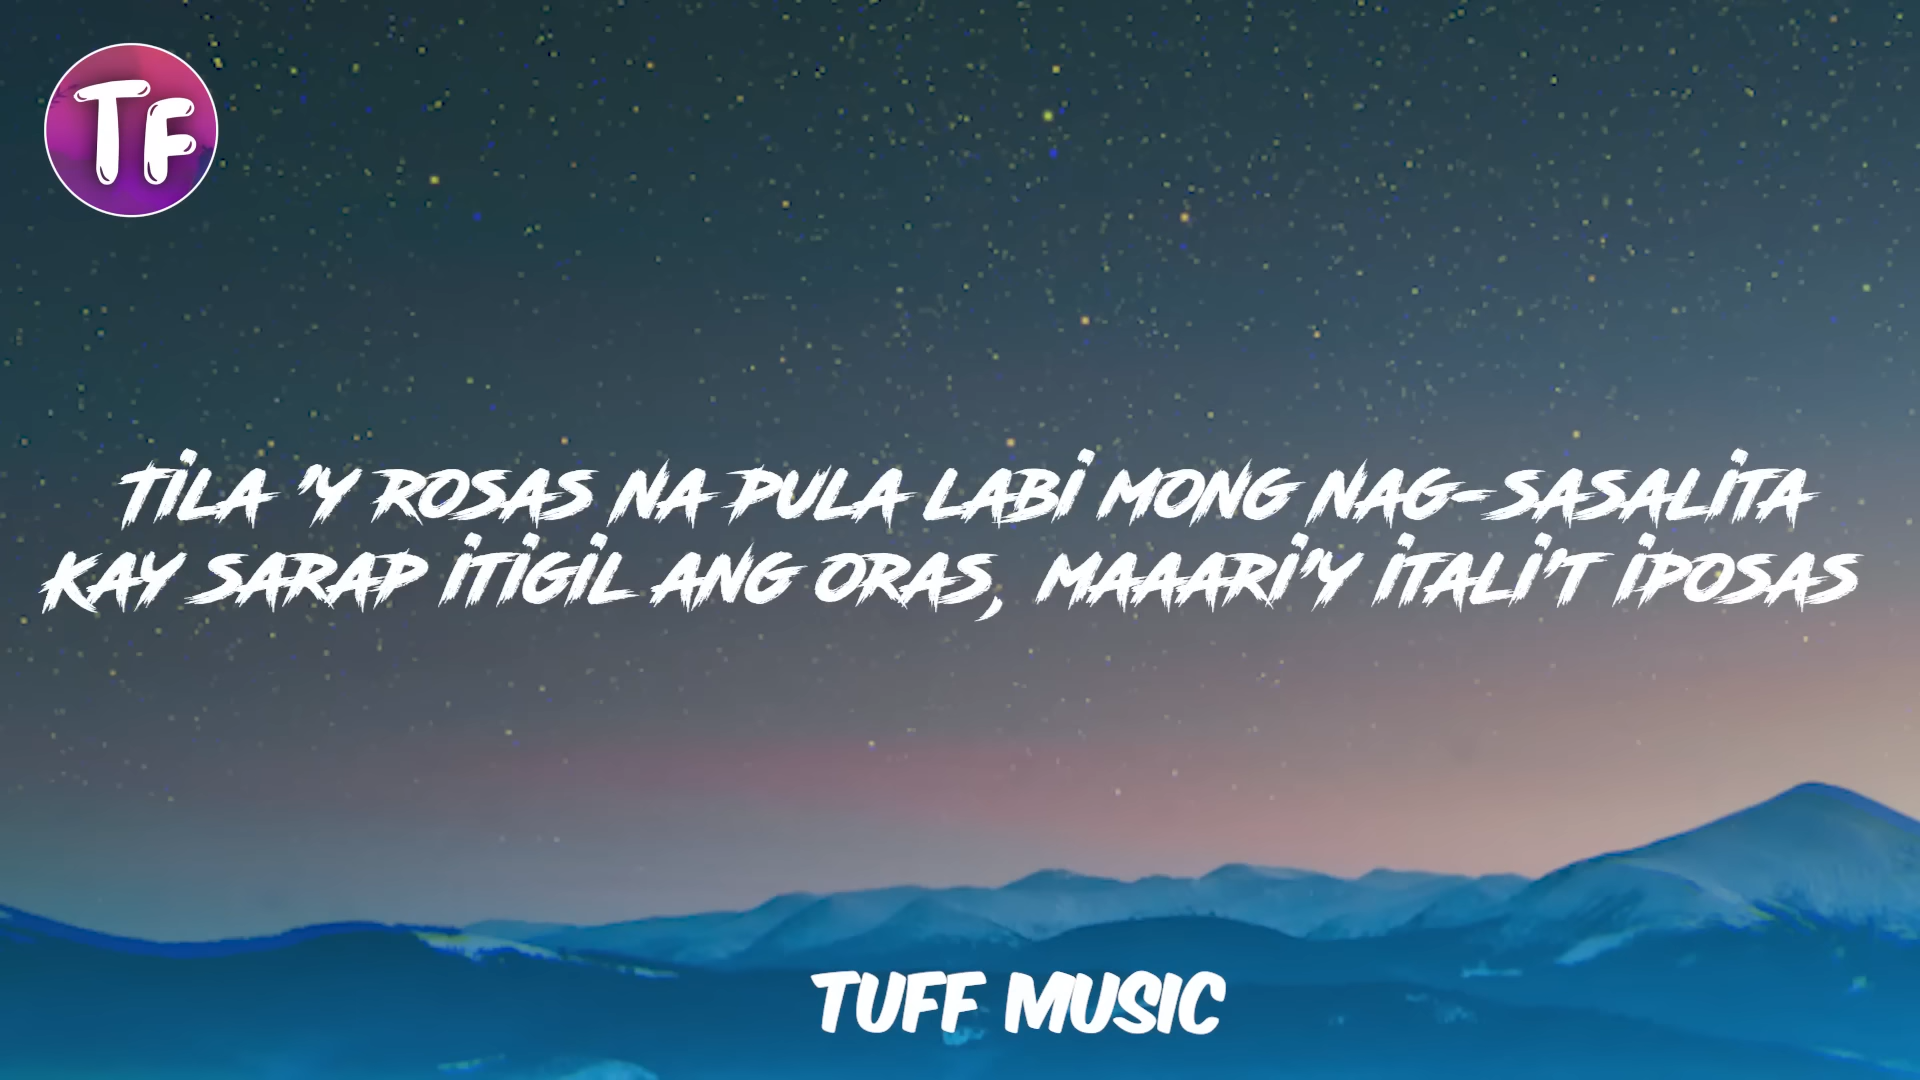 TF
TILA 'Y ROSAS NA PULA LABI MONG NAG-SASALITA
KAY SARAP ITIGIL ANG ORAS, MAAARI'Y ITALI'T IPOSAS
TUFF MUSIC